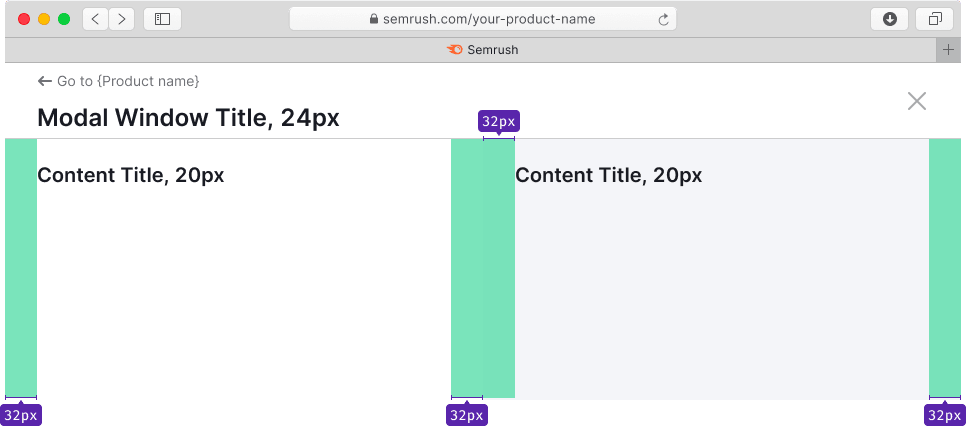 semrush.com/your-product-name
Semrush
Go to {Product name}
Modal Window Title, 24px
32px
Content Title, 20px
Content Title, 20px
32px
32px
32px